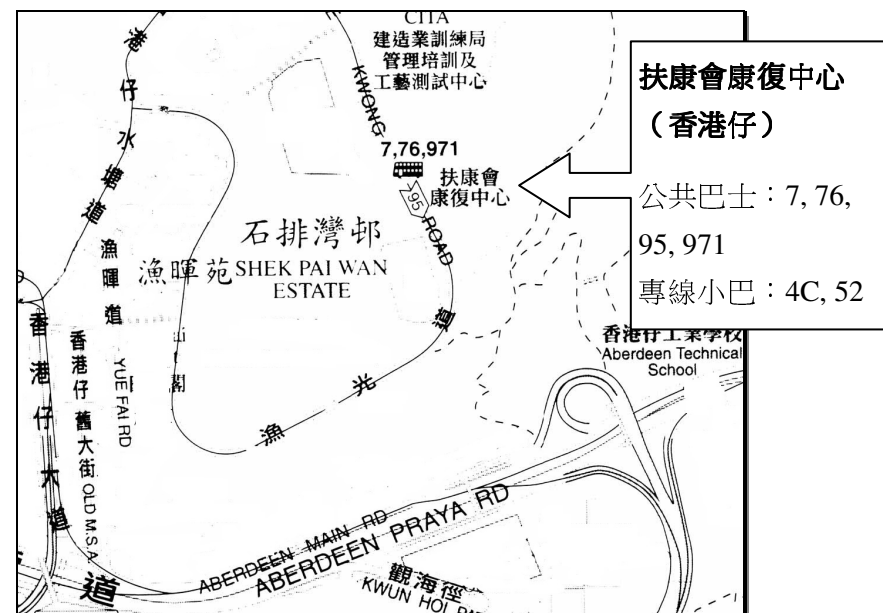 CITA
建造業訓練局
管理培訓及
工藝測試中心
扶康會康復中心
（香港仔）
公共巴士：7, 76,
95, 971
專線小巴：4C, 52
7,76,971
扶康會
康復中心
95
KWONG
ROAD
港仔水塘道
漁暉道
石排灣邨
漁暉苑 SHEK PAI WAN
ESTATE
香港仔工業學校
Aberdeen Technical
School
香港仔大道
香港仔舊大街 OLD M.S.A.
YUE FAI RD
閣
漁光道
ABERDEEN MAIN RD
ABERDEEN PRAYA RD
觀海徑
KWUN HOI
道